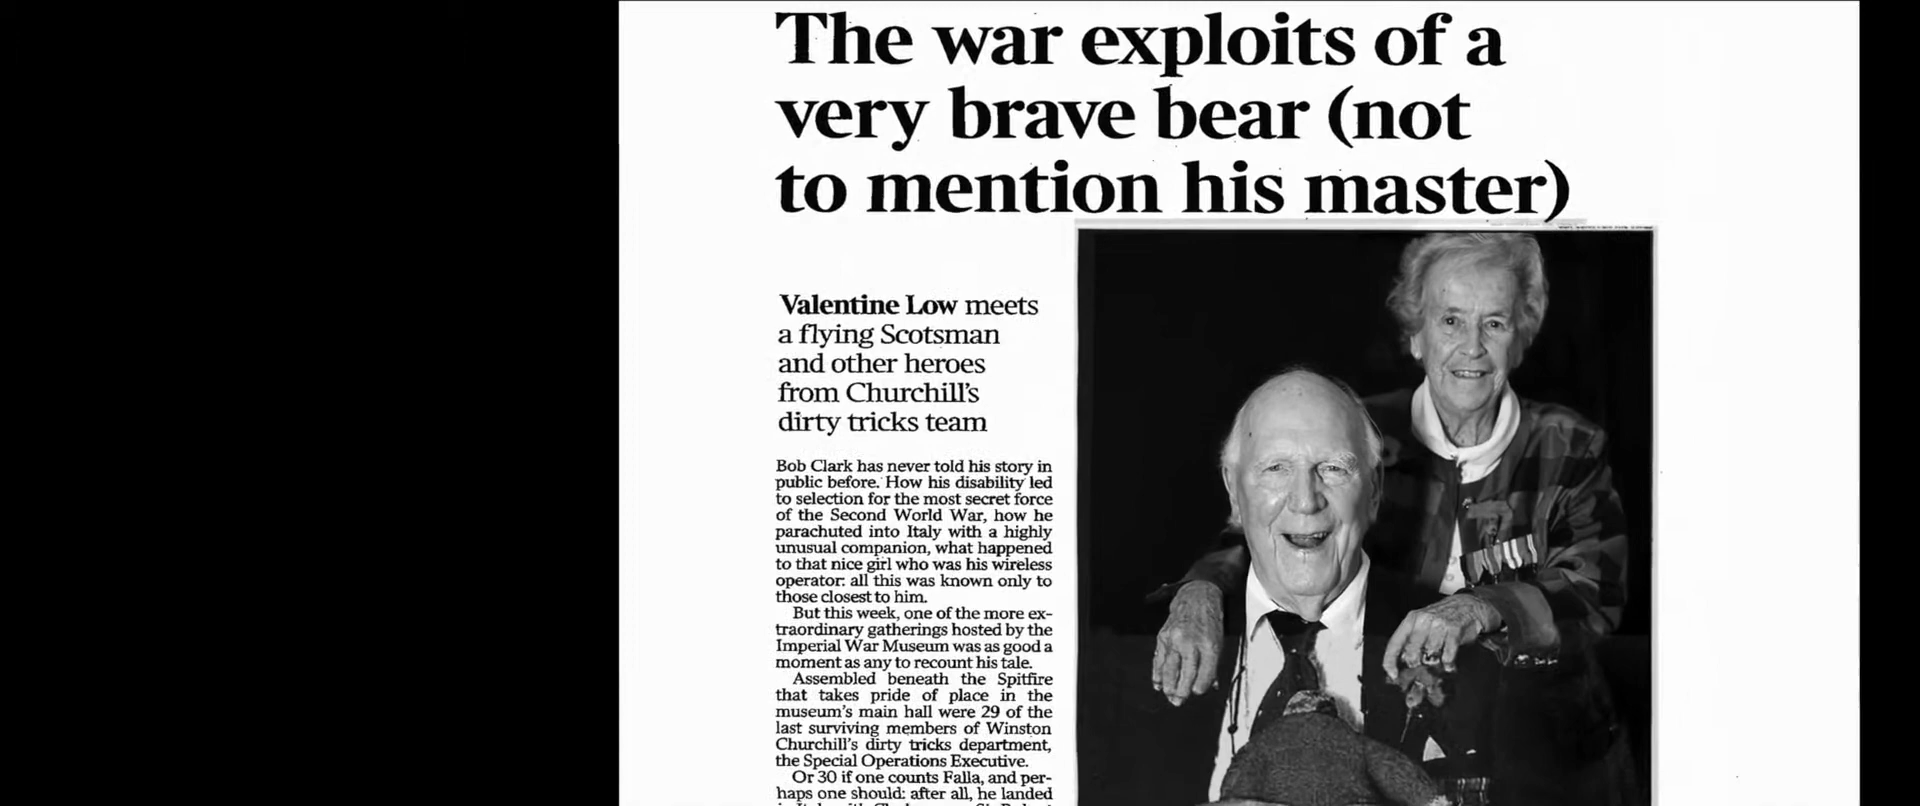 The war exploits of a
very brave bear (not
to mention his master)
Valentine Low meets
a flying Scotsman
and other heroes
from Churchill's
dirty tricks team
Bob Clark has never told his story in
public before. How his disability led
to selection for the most secret force
of the Second World War, how he
parachuted into Italy with a highly
unusual companion, what happened
to that nice girl who was his wireless
operator: all this was known only to
those closest to him.
But this week, one of the more ex-
traordinary gatherings hosted by the
Imperial War Museum was as good a
moment as any to recount his tale.
Assembled beneath the Spitfire
that takes pride of place in the
museum's main hall were 29 of the
last surviving members of Winston
Churchill's dirty tricks department,
the Special Operations Executive.
Or 30 if one counts Falla, and per-
haps one should: after all, he landed